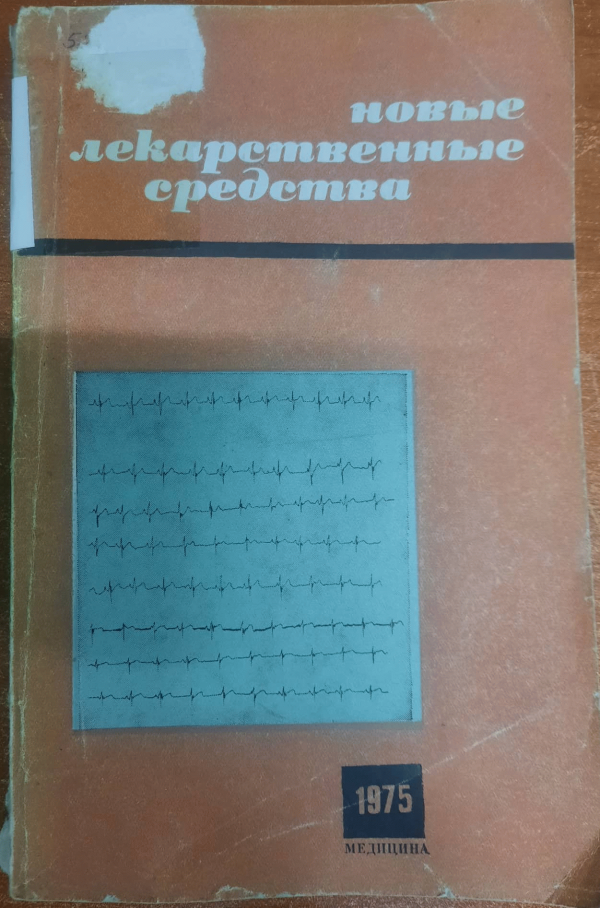 новые
лекарственные
средства
1975
МЕДИЦИНА